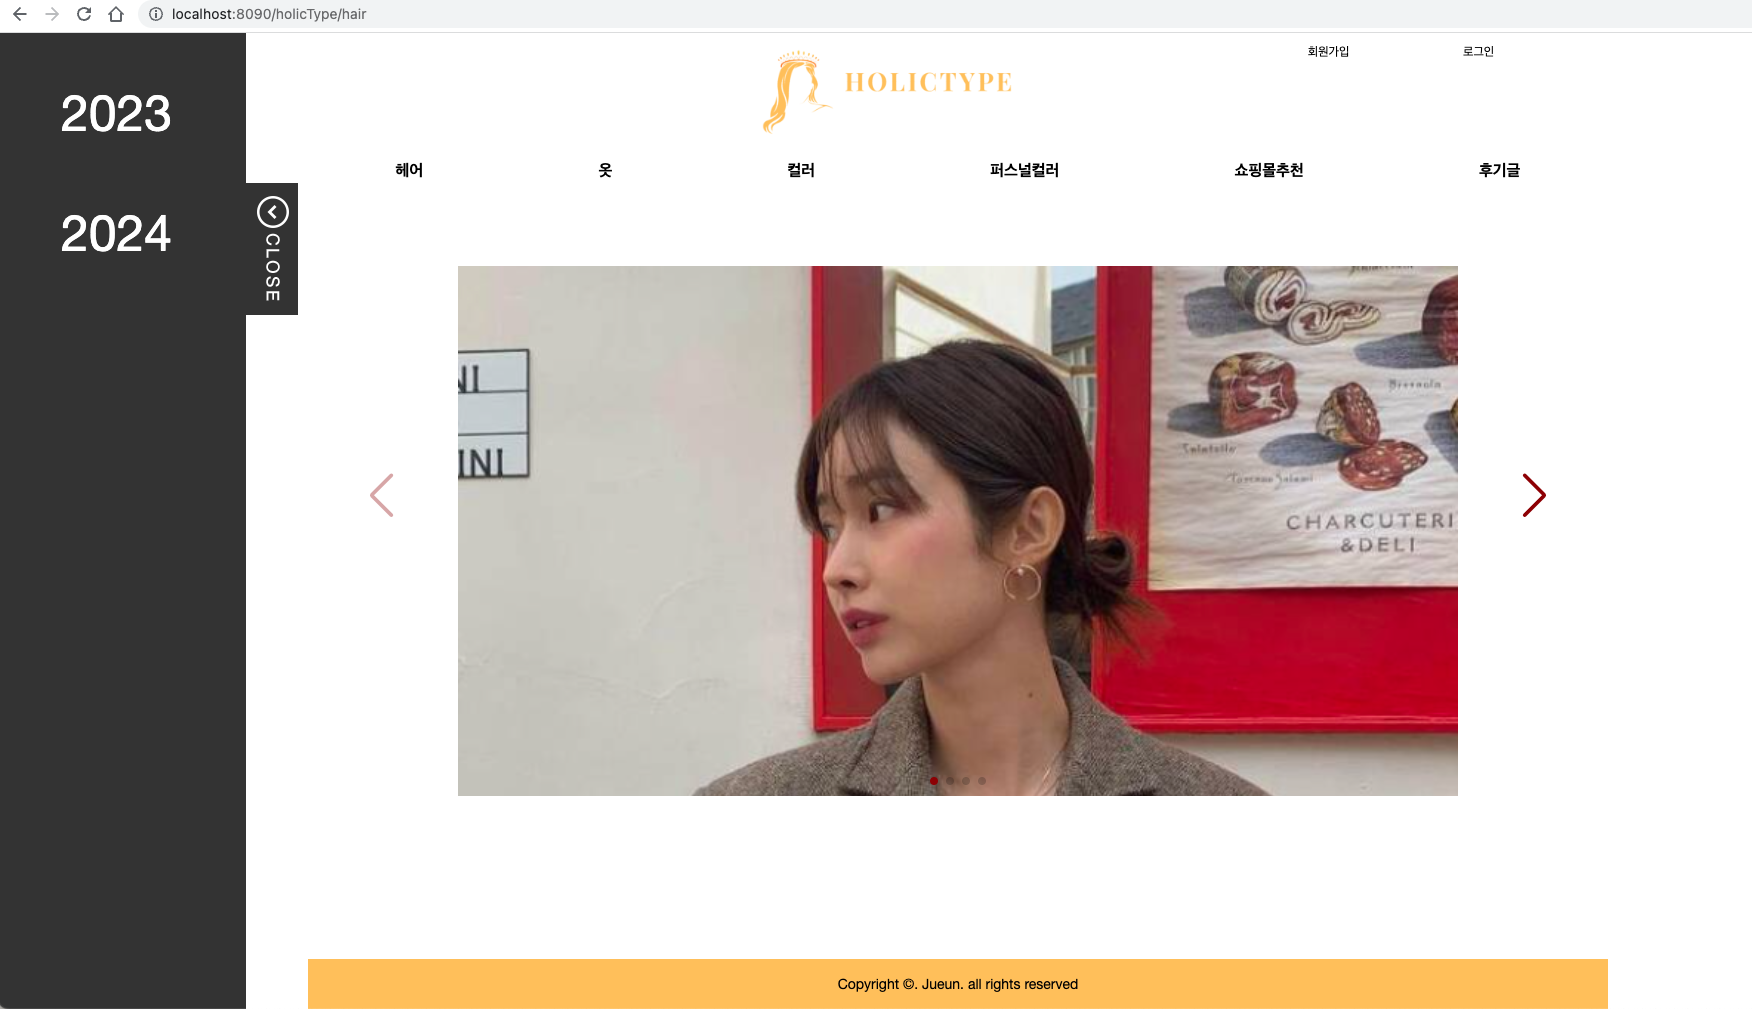 localhost:8090/holicType/hair
2023
2024
CLOSE
회원가입
로그인
HOLICTYPE
헤어
옷
컬러
퍼스널컬러
쇼핑몰추천
후기글
NI
INI
Bresaola
Toscano Salami
CHARCUTERI
&DELI
Copyright ©. Jueun. all rights reserved